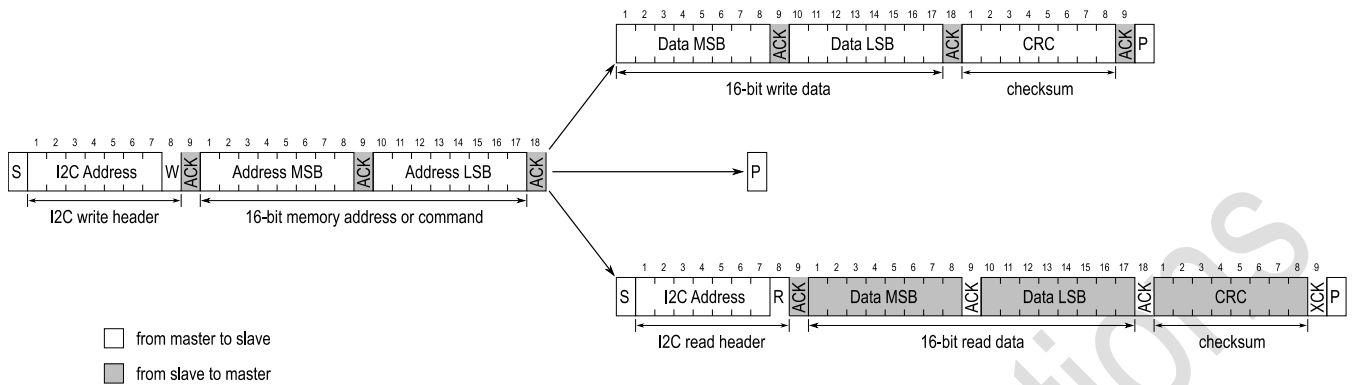 1 2 3 4 5 6 7 8 9 10 11 12 13 14 15 16 17 18 1 2 3 4 5 6 7 8 9
Data MSB ACK Data LSB ACK CRC ACK P
16-bit write data checksum
1 2 3 4 5 6 7 8 9 1 2 3 4 5 6 7 8 9 10 11 12 13 14 15 16 17 18
S I2C Address W ACK Address MSB ACK Address LSB ACK P
I2C write header 16-bit memory address or command
1 2 3 4 5 6 7 8 9 1 2 3 4 5 6 7 8 9 10 11 12 13 14 15 16 17 18 1 2 3 4 5 6 7 8 9
S I2C Address R ACK Data MSB ACK Data LSB ACK CRC XCK P
I2C read header 16-bit read data checksum
from master to slave
from slave to master